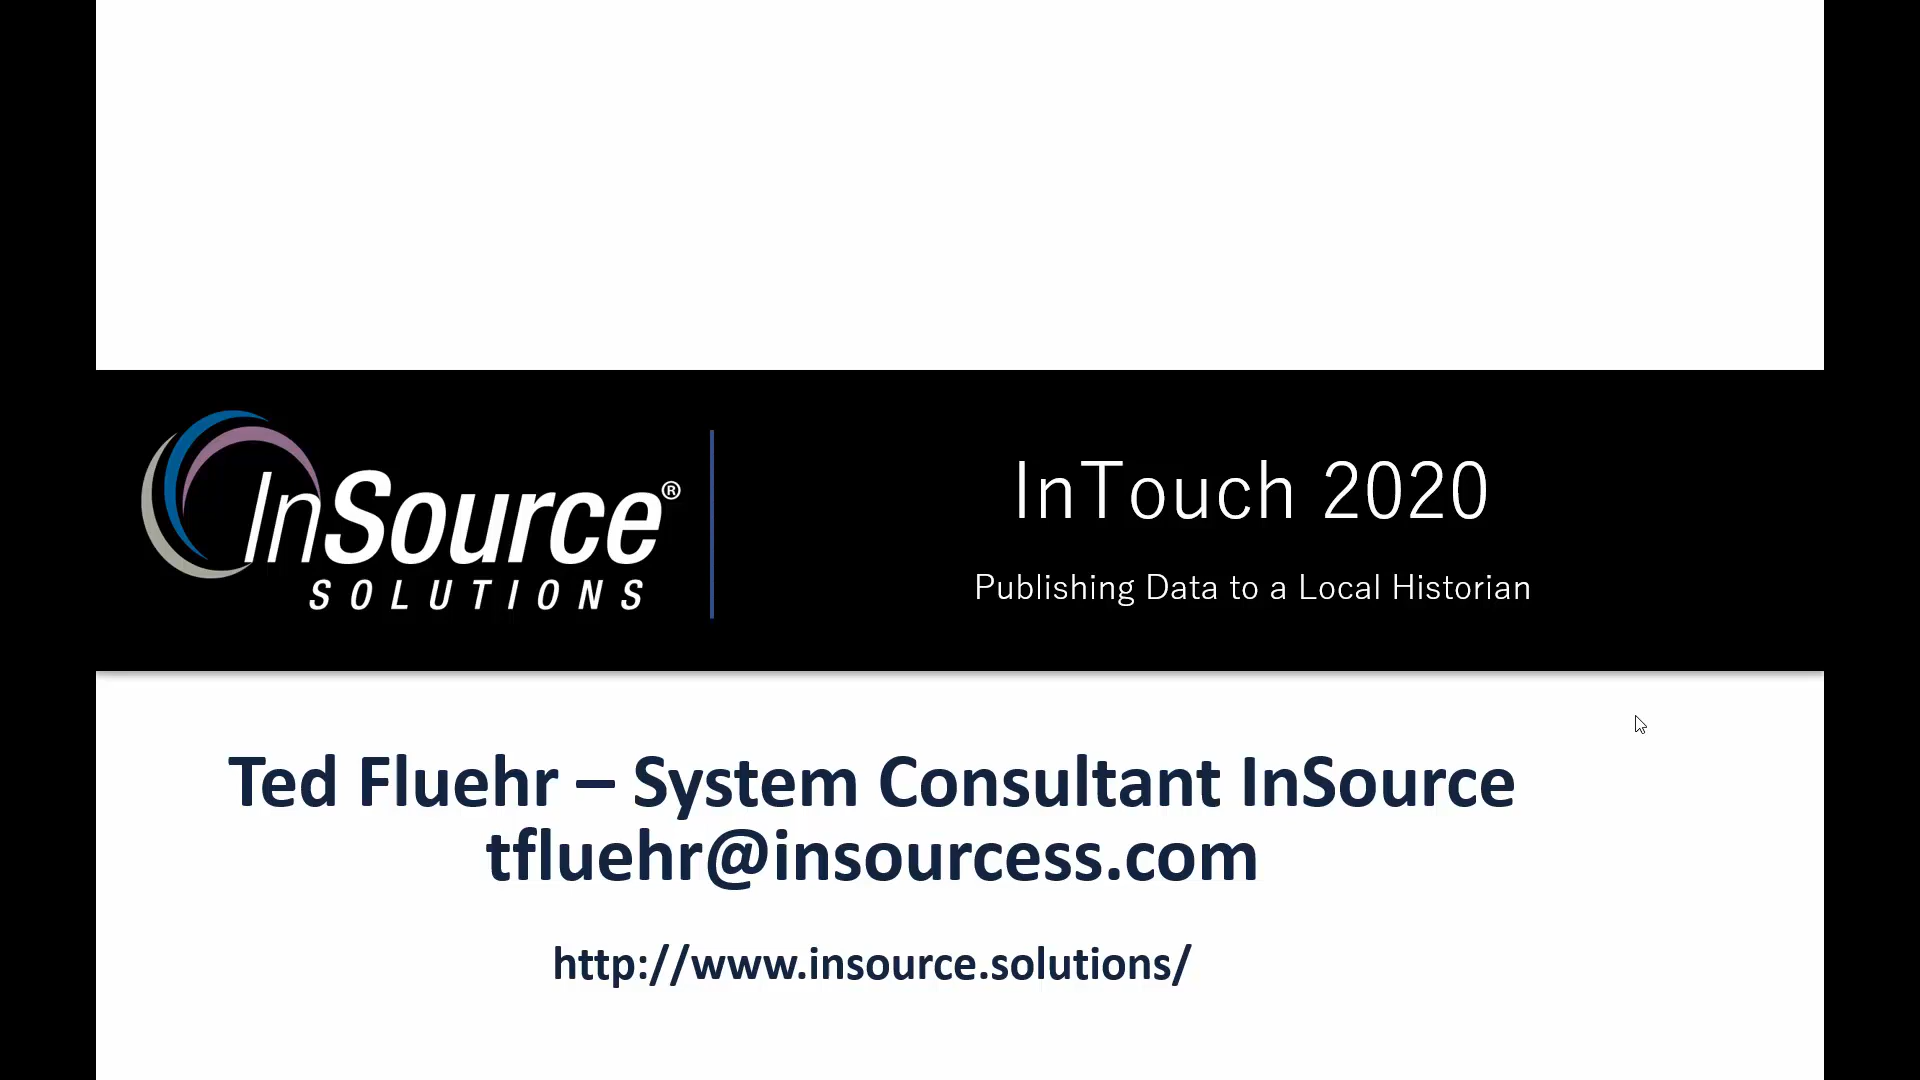 InSource®
SOLUTIONS
InTouch 2020
Publishing Data to a Local Historian
Ted Fluehr – System Consultant InSource
tfluehr@insourcess.com
http://www.insource.solutions/